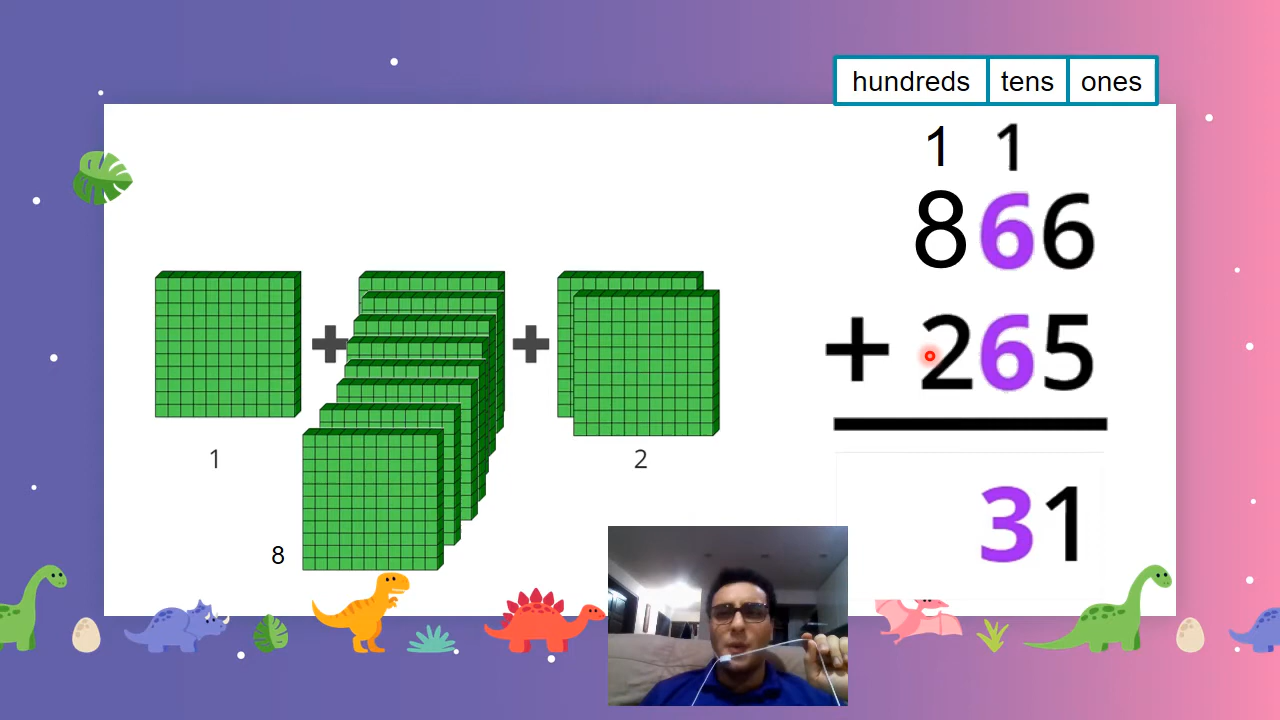 hundreds tens ones
1 1
866
+ 265
31
1 + 8 + 2